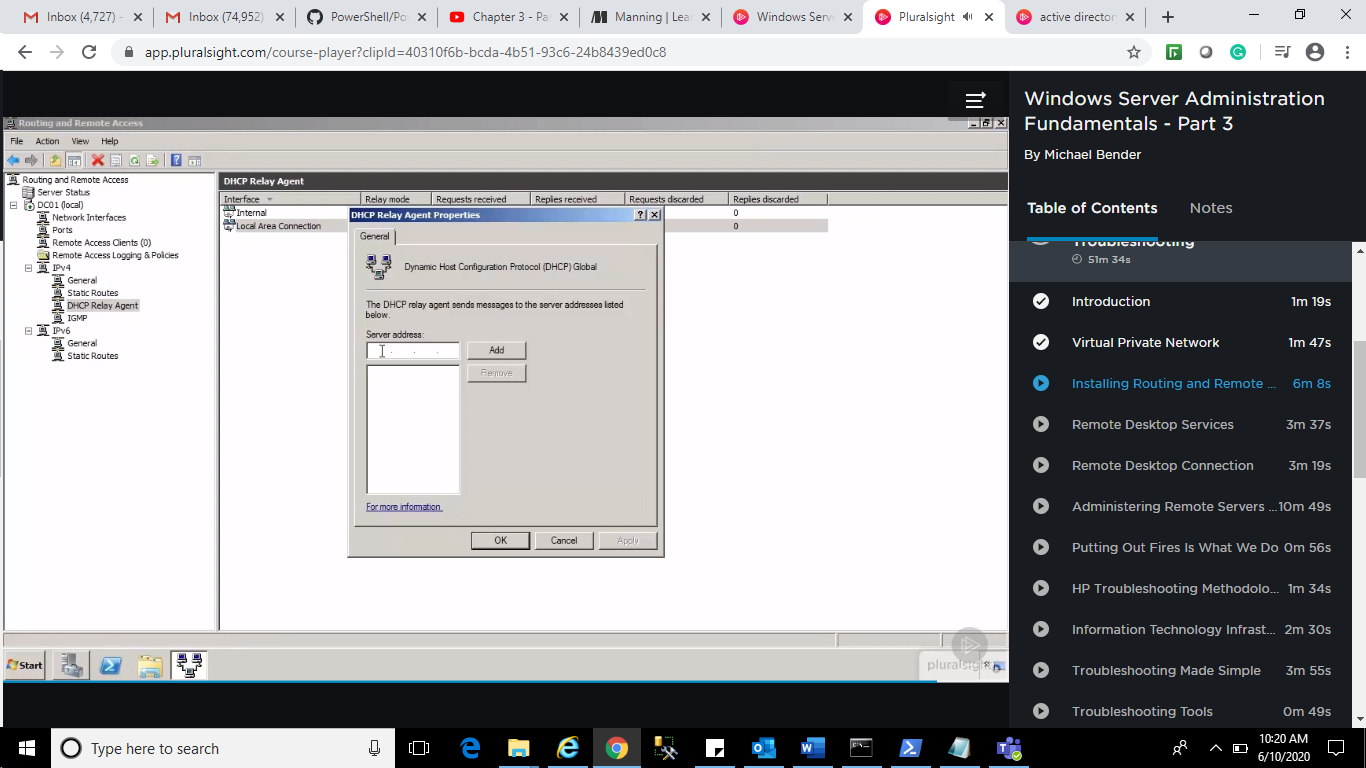 Inbox (4,727) -
Inbox (74,952)
PowerShell/Po
Chapter 3 - Pa
Manning | Lea
Windows Serve
Pluralsight
active director
app.pluralsight.com/course-player?clipId=40310f6b-bcda-4b51-93c6-24b8439ed0c8
Routing and Remote Access
File Action View Help
Routing and Remote Access
Server Status
DC01 (local)
Network Interfaces
Ports
Remote Access Clients (0)
Remote Access Logging & Policies
IPv4
General
Static Routes
DHCP Relay Agent
IGMP
IPv6
General
Static Routes
DHCP Relay Agent
Interface Relay mode Requests received Replies received Requests discarded Replies discarded
Internal 0
Local Area Connection 0
DHCP Relay Agent Properties
General
Dynamic Host Configuration Protocol (DHCP) Global
The DHCP relay agent sends messages to the server addresses listed
below.
Server address:
. . .
Add
Remove
For more information
OK Cancel Apply
Start
pluralsight
Windows Server Administration
Fundamentals - Part 3
By Michael Bender
Table of Contents Notes
Troubleshooting
51m 34s
Introduction 1m 19s
Virtual Private Network 1m 47s
Installing Routing and Remote ... 6m 8s
Remote Desktop Services 3m 37s
Remote Desktop Connection 3m 19s
Administering Remote Servers ... 10m 49s
Putting Out Fires Is What We Do 0m 56s
HP Troubleshooting Methodolo... 1m 34s
Information Technology Infrast... 2m 30s
Troubleshooting Made Simple 3m 55s
Troubleshooting Tools 0m 49s
Type here to search
10:20 AM
6/10/2020